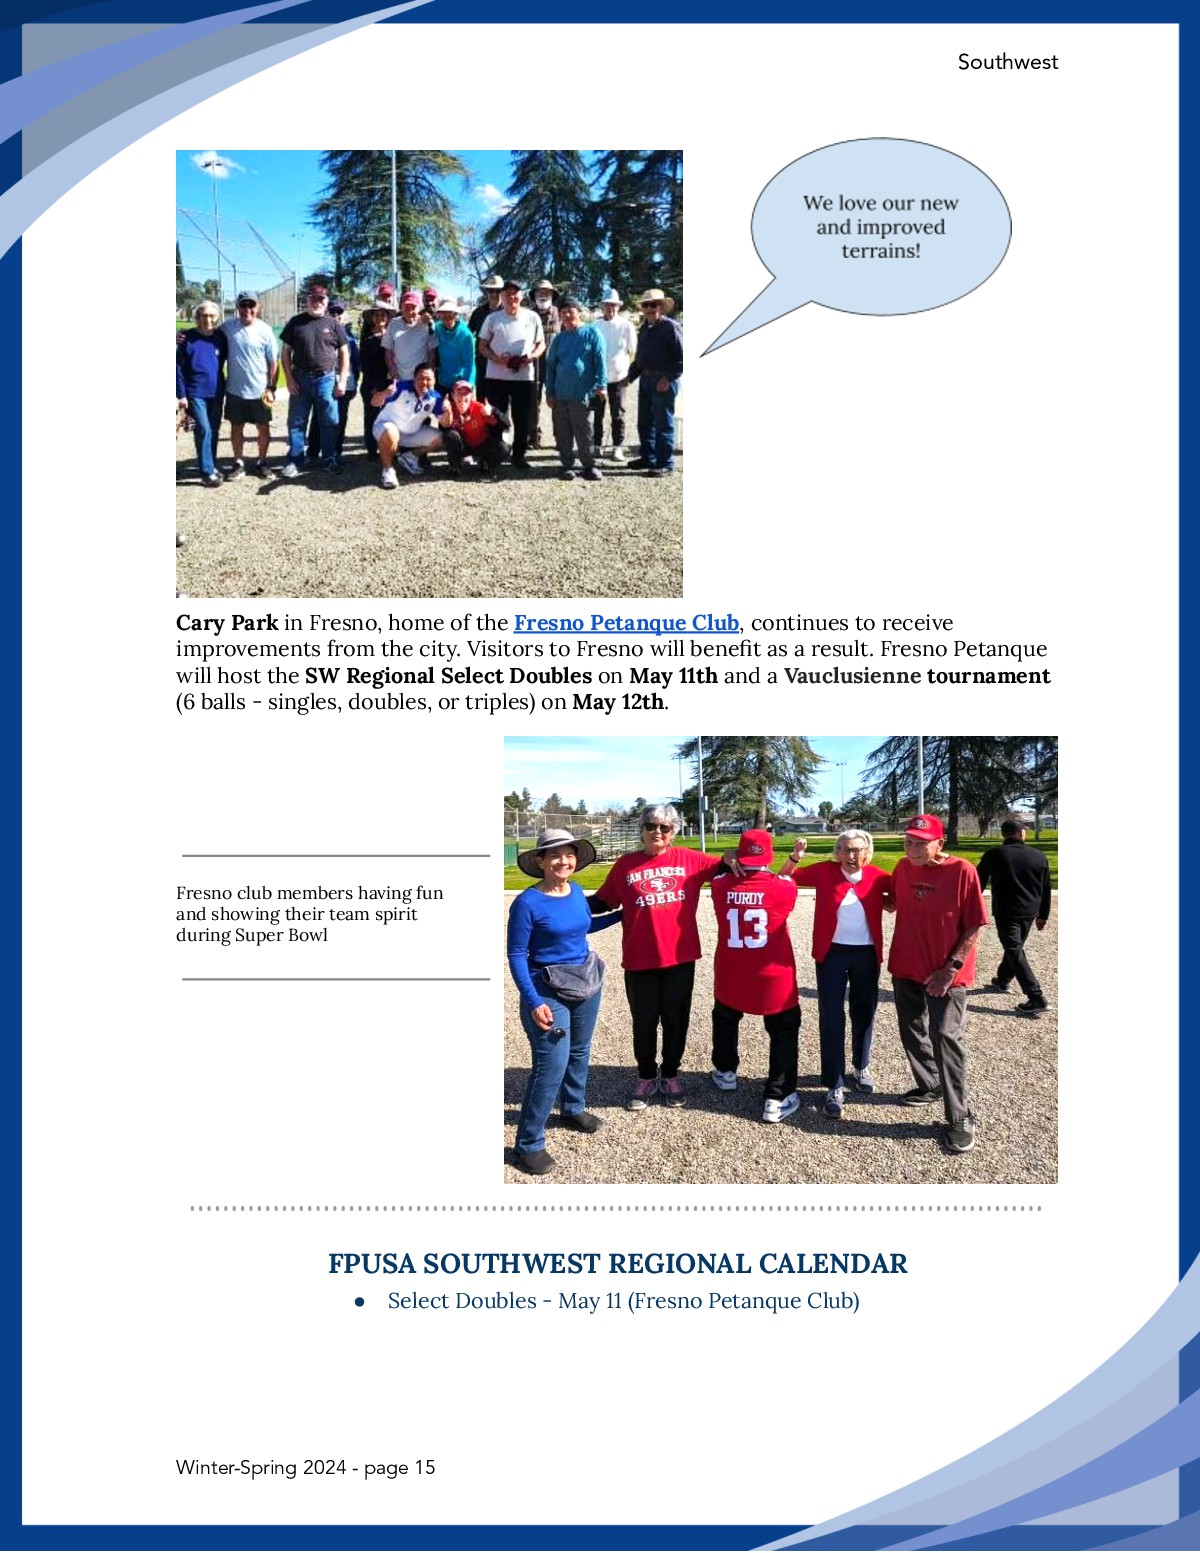 Southwest
We love our new
and improved
terrains!
Cary Park in Fresno, home of the Fresno Petanque Club, continues to receive
improvements from the city. Visitors to Fresno will benefit as a result. Fresno Petanque
will host the SW Regional Select Doubles on May 11th and a Vauclusienne tournament
(6 balls - singles, doubles, or triples) on May 12th.
Fresno club members having fun
and showing their team spirit
during Super Bowl
SAN FRANCISCO
49ERS
PURDY
13
FPUSA SOUTHWEST REGIONAL CALENDAR
● Select Doubles - May 11 (Fresno Petanque Club)
Winter-Spring 2024 - page 15